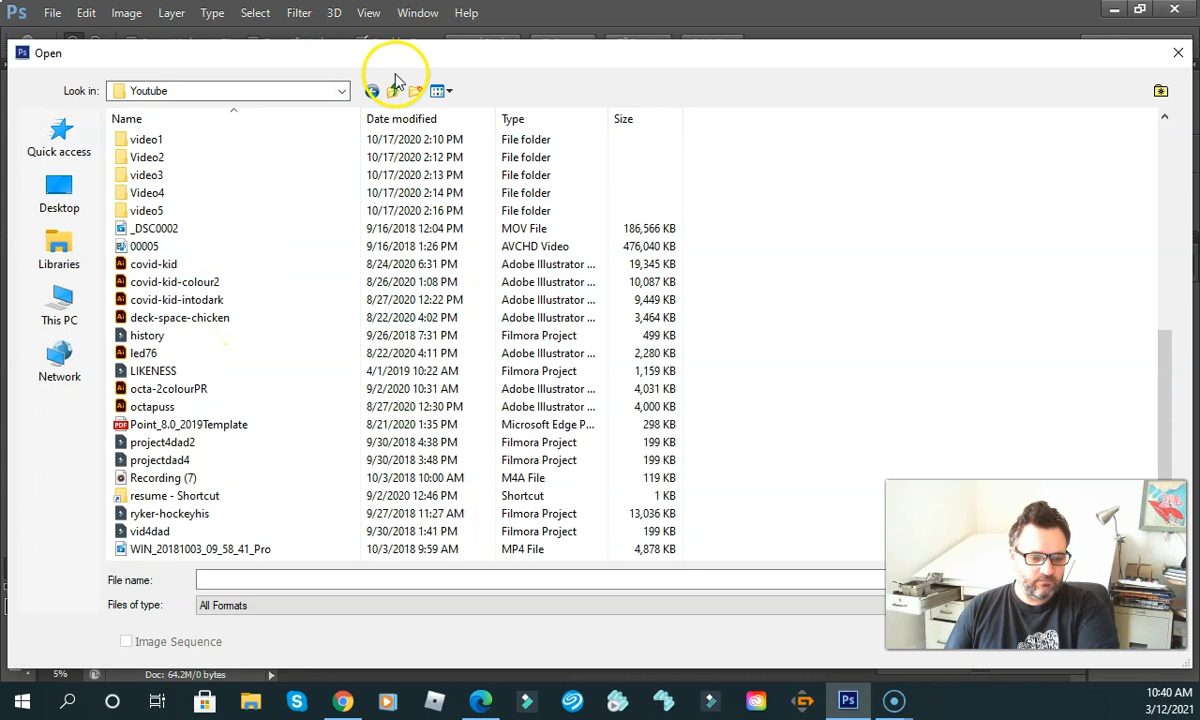 Ps File Edit Image Layer Type Select Filter 3D View Window Help
Ps Open
Look in: Youtube
Name Date modified Type Size
video1 10/17/2020 2:10 PM File folder
Video2 10/17/2020 2:12 PM File folder
video3 10/17/2020 2:13 PM File folder
Video4 10/17/2020 2:14 PM File folder
video5 10/17/2020 2:16 PM File folder
_DSC0002 9/16/2018 12:04 PM MOV File 186,566 KB
00005 9/16/2018 1:26 PM AVCHD Video 476,040 KB
Ai covid-kid 8/24/2020 6:31 PM Adobe Illustrator ... 19,345 KB
Ai covid-kid-colour2 8/26/2020 1:08 PM Adobe Illustrator ... 10,087 KB
Ai covid-kid-intodark 8/27/2020 12:22 PM Adobe Illustrator ... 9,449 KB
Ai deck-space-chicken 8/22/2020 4:02 PM Adobe Illustrator ... 3,464 KB
history 9/26/2018 7:31 PM Filmora Project 499 KB
Ai led76 8/22/2020 4:11 PM Adobe Illustrator ... 2,280 KB
LIKENESS 4/1/2019 10:22 AM Filmora Project 1,159 KB
Ai octa-2colourPR 9/2/2020 10:31 AM Adobe Illustrator ... 4,031 KB
Ai octapuss 8/27/2020 12:30 PM Adobe Illustrator ... 4,000 KB
PDF Point_8.0_2019Template 8/21/2020 1:35 PM Microsoft Edge P... 298 KB
project4dad2 9/30/2018 4:38 PM Filmora Project 199 KB
projectdad4 9/30/2018 3:48 PM Filmora Project 199 KB
Recording (7) 10/3/2018 10:00 AM M4A File 119 KB
resume - Shortcut 9/2/2020 12:46 PM Shortcut 1 KB
ryker-hockeyhis 9/27/2018 11:27 AM Filmora Project 13,036 KB
vid4dad 9/30/2018 1:41 PM Filmora Project 199 KB
WIN_20181003_09_58_41_Pro 10/3/2018 9:59 AM MP4 File 4,878 KB
Quick access
Desktop
Libraries
This PC
Network
File name:
Files of type: All Formats
Image Sequence
5% Doc: 64.2M/0 bytes
Ps
10:40 AM
3/12/2021